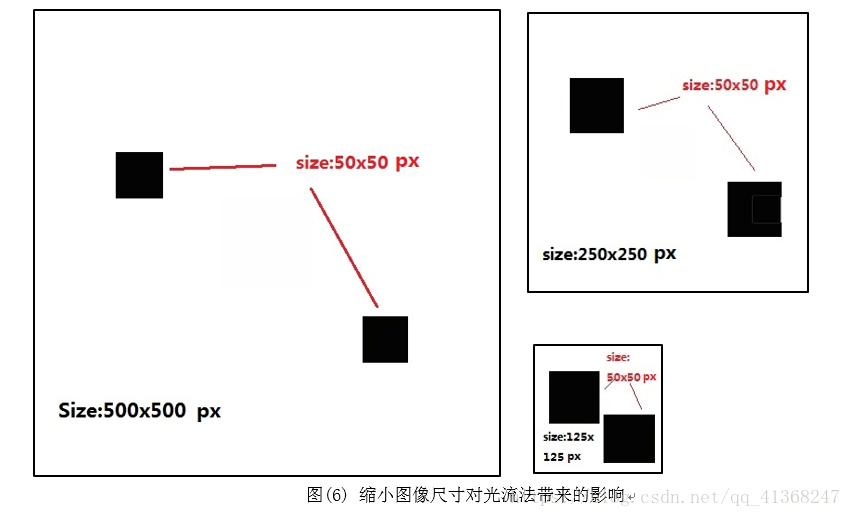 size:50x50 px
Size:500x500 px
size:50x50 px
size:250x250 px
size:
50x50 px
size:125x
125 px
图(6) 缩小图像尺寸对光流法带来的影响
blog.csdn.net/qq_41368247